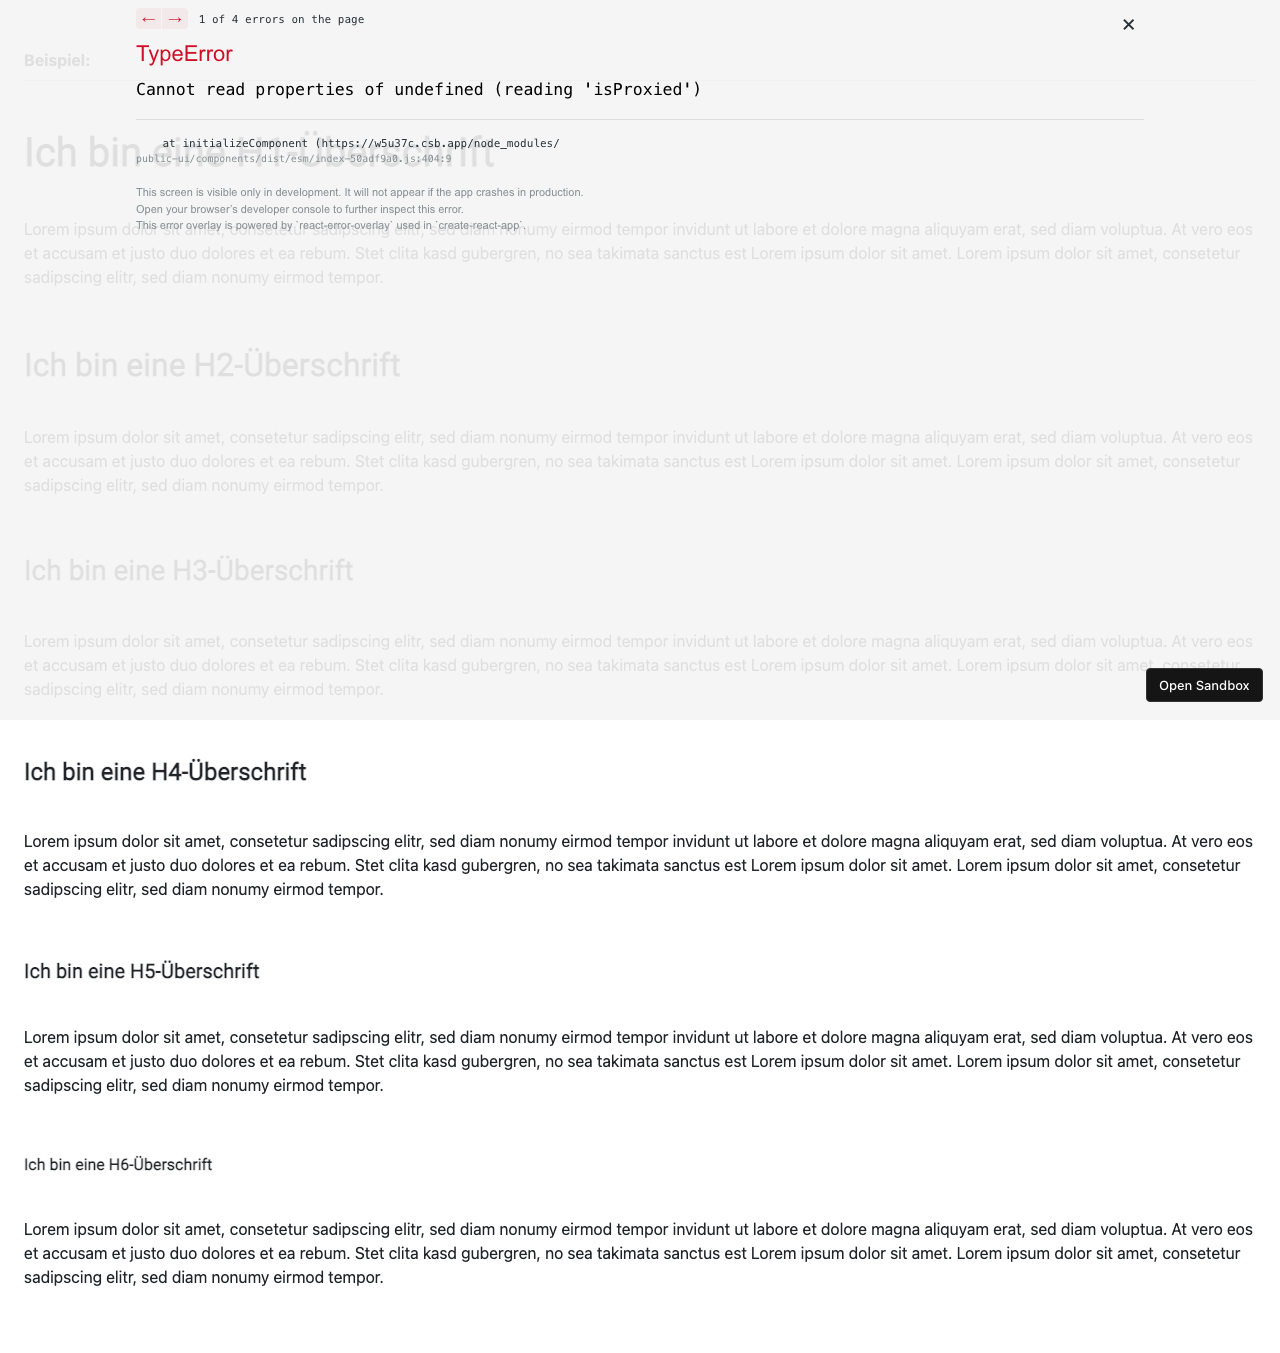 ← → 1 of 4 errors on the page
✕
TypeError
Beispiel:
Cannot read properties of undefined (reading 'isProxied')
at initializeComponent (https://w5u37c.csb.app/node_modules/
Ich bin eine H1-Überschrift
public-ui/components/dist/esm/index-50adf9a0.js:404:9
This screen is visible only in development. It will not appear if the app crashes in production.
Open your browser’s developer console to further inspect this error.
This error overlay is powered by `react-error-overlay` used in `create-react-app`.
Lorem ipsum dolor sit amet, consetetur sadipscing elitr, sed diam nonumy eirmod tempor invidunt ut labore et dolore magna aliquyam erat, sed diam voluptua. At vero eos
et accusam et justo duo dolores et ea rebum. Stet clita kasd gubergren, no sea takimata sanctus est Lorem ipsum dolor sit amet. Lorem ipsum dolor sit amet, consetetur
sadipscing elitr, sed diam nonumy eirmod tempor.
Ich bin eine H2-Überschrift
Lorem ipsum dolor sit amet, consetetur sadipscing elitr, sed diam nonumy eirmod tempor invidunt ut labore et dolore magna aliquyam erat, sed diam voluptua. At vero eos
et accusam et justo duo dolores et ea rebum. Stet clita kasd gubergren, no sea takimata sanctus est Lorem ipsum dolor sit amet. Lorem ipsum dolor sit amet, consetetur
sadipscing elitr, sed diam nonumy eirmod tempor.
Ich bin eine H3-Überschrift
Lorem ipsum dolor sit amet, consetetur sadipscing elitr, sed diam nonumy eirmod tempor invidunt ut labore et dolore magna aliquyam erat, sed diam voluptua. At vero eos
et accusam et justo duo dolores et ea rebum. Stet clita kasd gubergren, no sea takimata sanctus est Lorem ipsum dolor sit amet. Lorem ipsum dolor sit amet, consetetur
sadipscing elitr, sed diam nonumy eirmod tempor.
Open Sandbox
Ich bin eine H4-Überschrift
Lorem ipsum dolor sit amet, consetetur sadipscing elitr, sed diam nonumy eirmod tempor invidunt ut labore et dolore magna aliquyam erat, sed diam voluptua. At vero eos
et accusam et justo duo dolores et ea rebum. Stet clita kasd gubergren, no sea takimata sanctus est Lorem ipsum dolor sit amet. Lorem ipsum dolor sit amet, consetetur
sadipscing elitr, sed diam nonumy eirmod tempor.
Ich bin eine H5-Überschrift
Lorem ipsum dolor sit amet, consetetur sadipscing elitr, sed diam nonumy eirmod tempor invidunt ut labore et dolore magna aliquyam erat, sed diam voluptua. At vero eos
et accusam et justo duo dolores et ea rebum. Stet clita kasd gubergren, no sea takimata sanctus est Lorem ipsum dolor sit amet. Lorem ipsum dolor sit amet, consetetur
sadipscing elitr, sed diam nonumy eirmod tempor.
Ich bin eine H6-Überschrift
Lorem ipsum dolor sit amet, consetetur sadipscing elitr, sed diam nonumy eirmod tempor invidunt ut labore et dolore magna aliquyam erat, sed diam voluptua. At vero eos
et accusam et justo duo dolores et ea rebum. Stet clita kasd gubergren, no sea takimata sanctus est Lorem ipsum dolor sit amet. Lorem ipsum dolor sit amet, consetetur
sadipscing elitr, sed diam nonumy eirmod tempor.